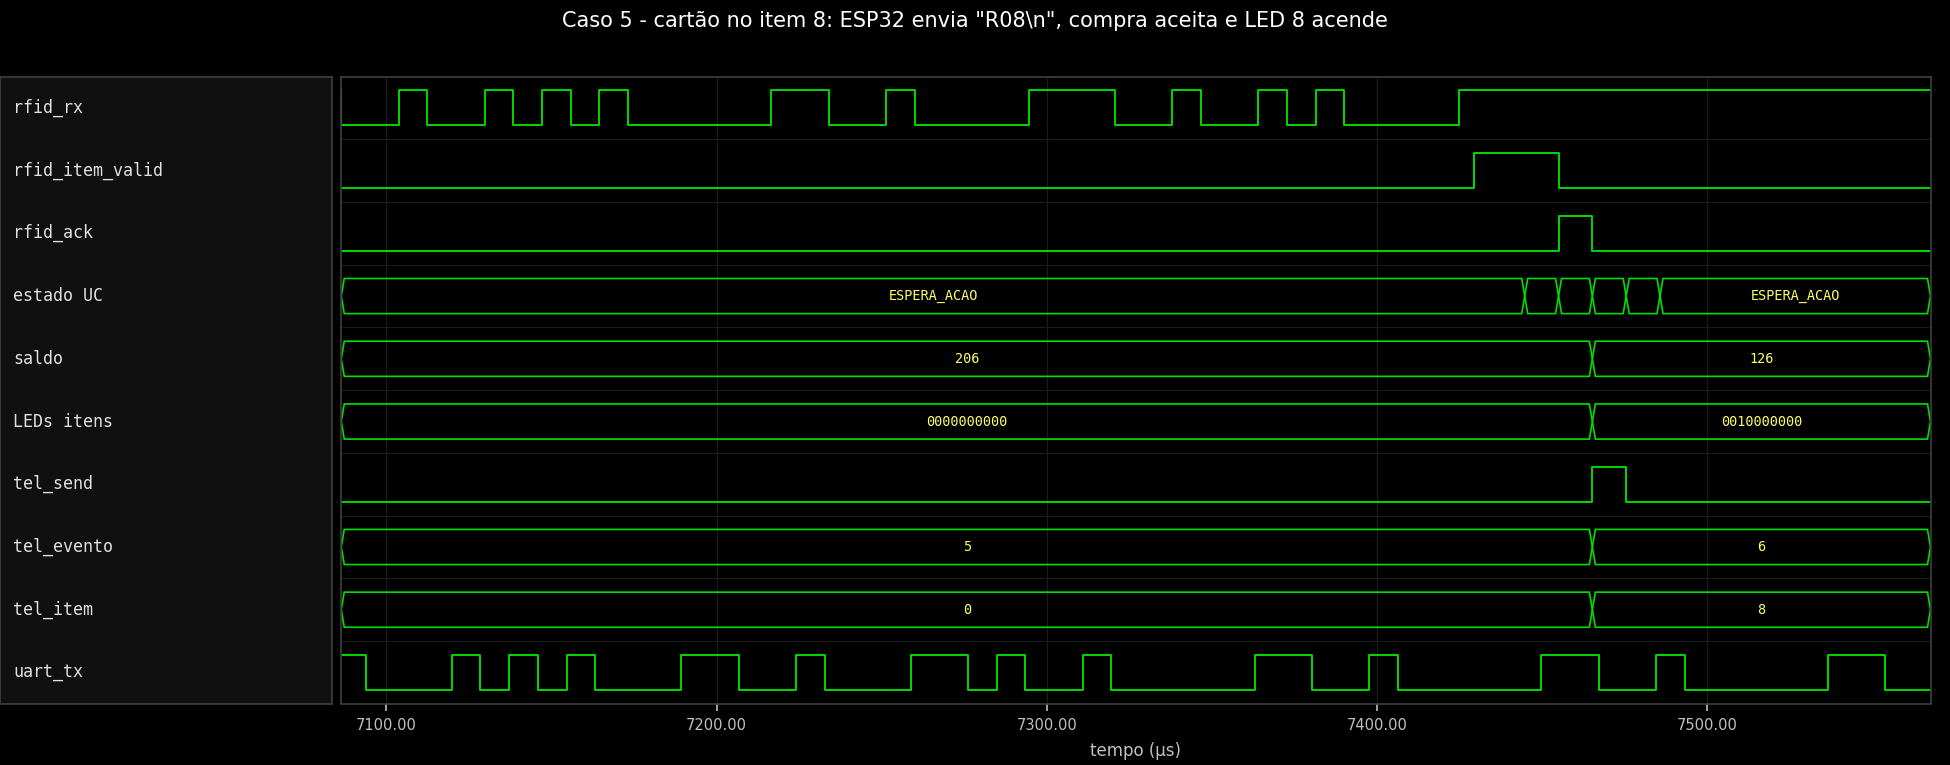 Caso 5 - cartão no item 8: ESP32 envia "R08\n", compra aceita e LED 8 acende
rfid_rx
rfid_item_valid
rfid_ack
estado UC
ESPERA_ACAO
ESPERA_ACAO
saldo
206
126
LEDs itens
0000000000
0010000000
tel_send
tel_evento
5
6
tel_item
0
8
uart_tx
7100.00
7200.00
7300.00
7400.00
7500.00
tempo (μs)